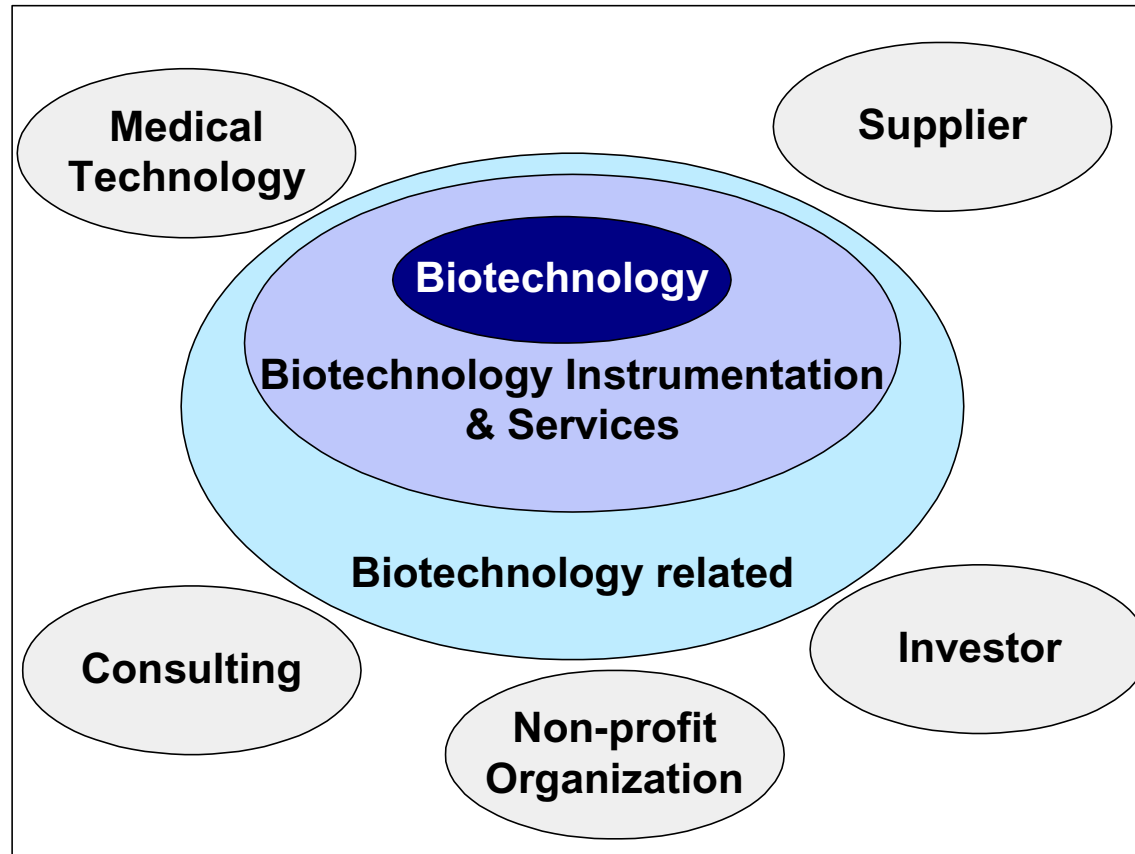 Medical
Technology
Supplier
Biotechnology
Biotechnology Instrumentation
& Services
Biotechnology related
Consulting
Investor
Non-profit
Organization